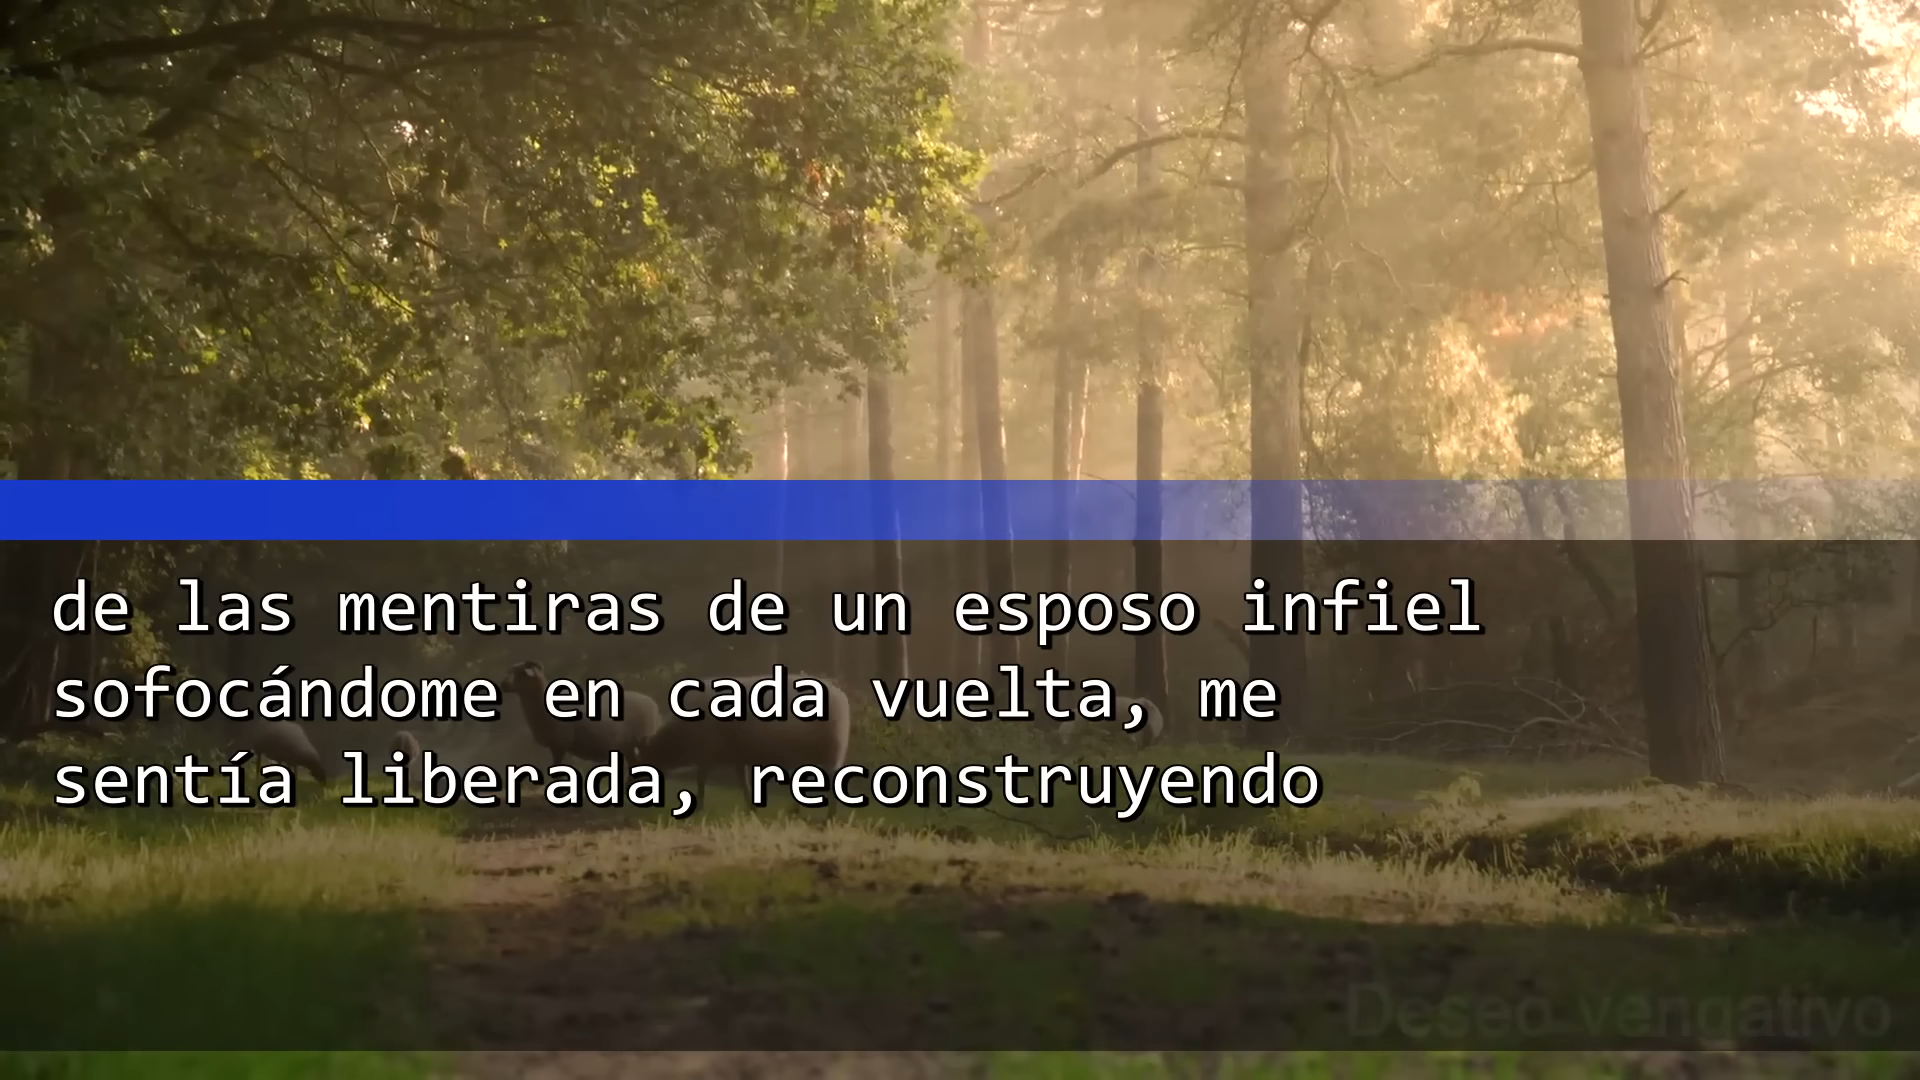 de las mentiras de un esposo infiel
sofocándome en cada vuelta, me
sentía liberada, reconstruyendo
Deseo vengativo